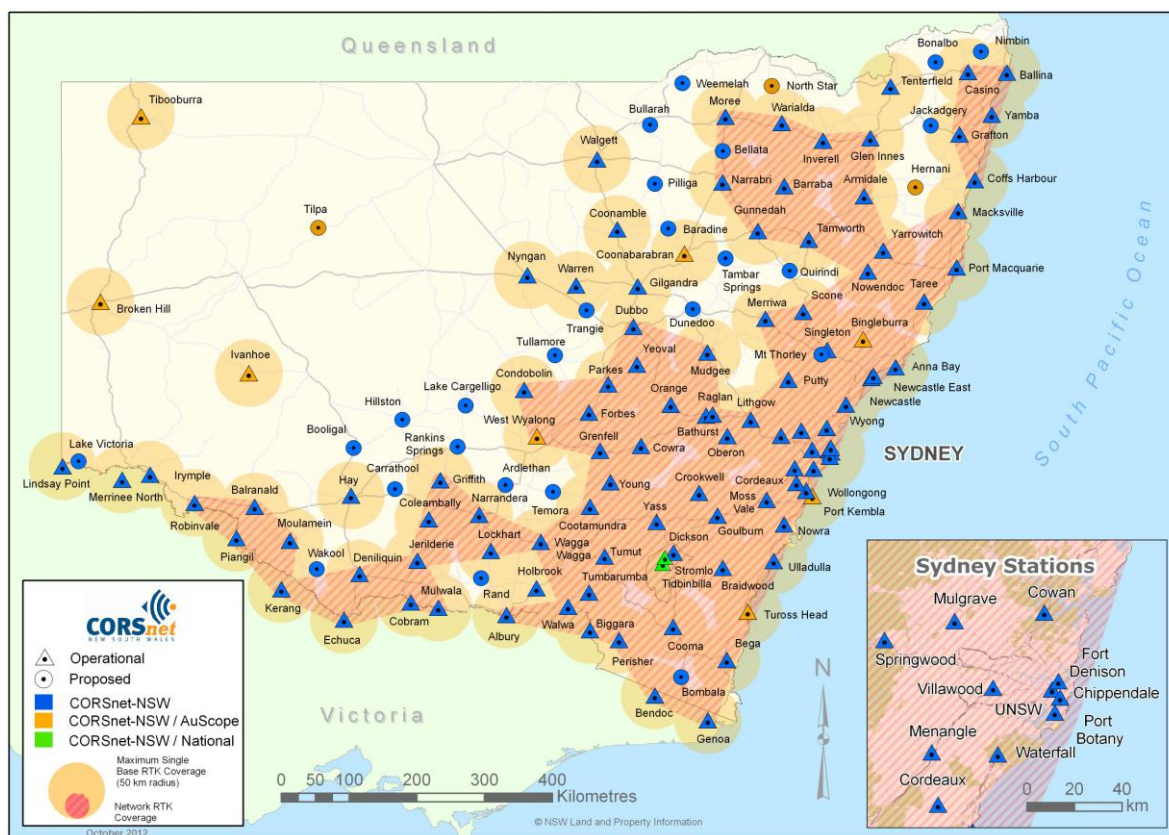 Queensland
Nimbin
Bonalbo
Tibooburra
Weemelah
North Star
Tenterfield
Casino
Ballina
Bullarah
Moree
Warialda
Jackadgery
Yamba
Walgett
Bellata
Inverell
Glen Innes
Grafton
Hernani
Tilpa
Pilliga
Narrabri
Barraba
Armidale
Coffs Harbour
Gunnedah
Macksville
Coonamble
Baradine
Tamworth
Yarrowitch
Coonabarabran
Nyngan
Warren
Tambar
Springs
Quirindi
Port Macquarie
Gilgandra
Nowendoc
Broken Hill
Scone
Taree
Merriwa
Dubbo
Dunedoo
Trangie
Singleton
Bingleburra
Tullamore
Yeoval
Ivanhoe
Mudgee
Mt Thorley
Anna Bay
Condobolin
Parkes
Putty
Newcastle East
Lake Cargelligo
Orange
Raglan
Lithgow
Newcastle
Hillston
West Wyalong
Forbes
Wyong
Booligal
Rankins
Springs
Grenfell
Bathurst
Lake Victoria
Cowra
Oberon
SYDNEY
Carrathool
Ardlethan
Lindsay Point
Irymple
Crookwell
Cordeaux
Merrinee North
Hay
Griffith
Young
Balranald
Coleambally
Narrandera
Temora
Yass
Moss
Vale
Wollongong
Robinvale
Moulamein
Cootamundra
Goulburn
Port Kembla
Lockhart
Dickson
Nowra
Piangil
Wakool
Deniliquin
Jerilderie
Wagga
Wagga
Tumut
Stromlo
Holbrook
Tidbinbilla
Ulladulla
Mulwala
Rand
Tumbarumba
Braidwood
Kerang
Cobram
Walwa
Biggara
Tuross Head
Echuca
Albury
Cooma
Bega
Perisher
Bombala
Bendoc
Genoa
Victoria
South Pacific Ocean
N
CORSnet
NEW SOUTH WALES
Operational
Proposed
CORSnet-NSW
CORSnet-NSW / AuScope
CORSnet-NSW / National
Maximum Single
Base RTK Coverage
(50 km radius)
Network RTK
Coverage
October 2012
0 50 100 200 300 400
Kilometres
© NSW Land and Property Information
Sydney Stations
Mulgrave
Cowan
Springwood
Fort
Denison
Villawood
Chippendale
UNSW
Port
Botany
Menangle
Waterfall
Cordeaux
0 20 40
km